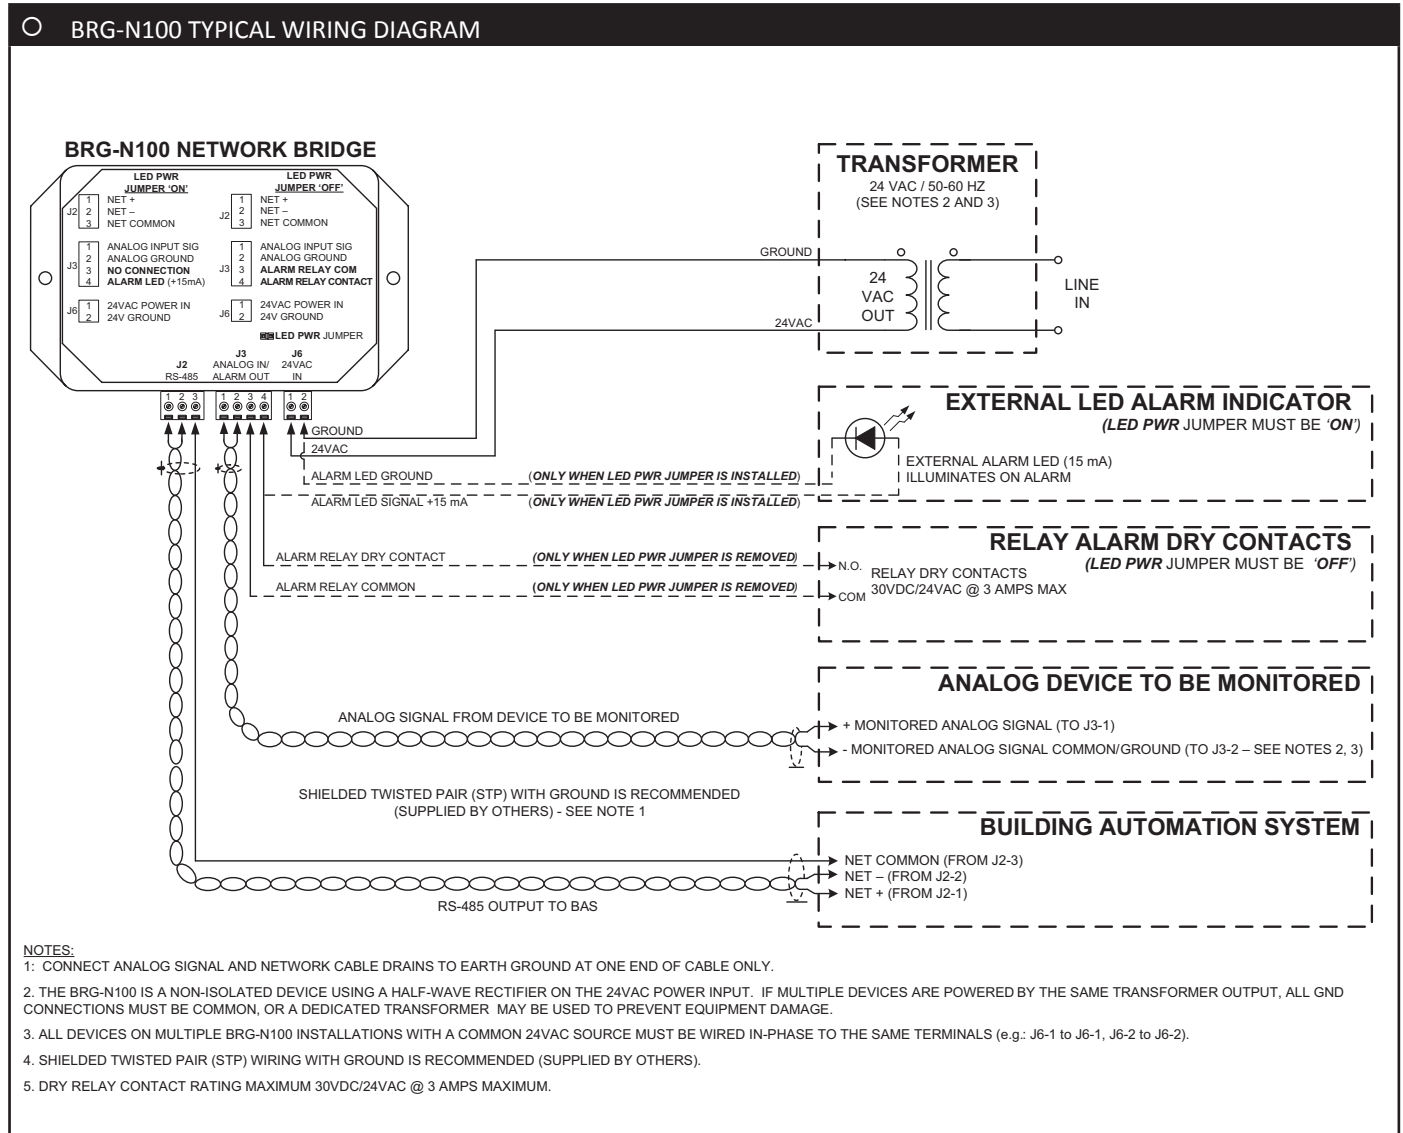 BRG-N100 TYPICAL WIRING DIAGRAM
BRG-N100 NETWORK BRIDGE
LED PWR
JUMPER ‘ON’
J2
1 NET +
2 NET –
3 NET COMMON
J3
1 ANALOG INPUT SIG
2 ANALOG GROUND
3 NO CONNECTION
4 ALARM LED (+15mA)
J6
1 24VAC POWER IN
2 24V GROUND
LED PWR
JUMPER ‘OFF’
J2
1 NET +
2 NET –
3 NET COMMON
J3
1 ANALOG INPUT SIG
2 ANALOG GROUND
3 ALARM RELAY COM
4 ALARM RELAY CONTACT
J6
1 24VAC POWER IN
2 24V GROUND
LED PWR JUMPER
J2
RS-485
J3
ANALOG IN/
ALARM OUT
J6
24VAC
IN
1 2 3
1 2 3 4
1 2
TRANSFORMER
24 VAC / 50-60 HZ
(SEE NOTES 2 AND 3)
GROUND
24VAC
24
VAC
OUT
LINE
IN
GROUND
24VAC
ALARM LED GROUND (ONLY WHEN LED PWR JUMPER IS INSTALLED)
ALARM LED SIGNAL +15 mA (ONLY WHEN LED PWR JUMPER IS INSTALLED)
EXTERNAL LED ALARM INDICATOR
(LED PWR JUMPER MUST BE ‘ON’)
EXTERNAL ALARM LED (15 mA)
ILLUMINATES ON ALARM
ALARM RELAY DRY CONTACT (ONLY WHEN LED PWR JUMPER IS REMOVED)
ALARM RELAY COMMON (ONLY WHEN LED PWR JUMPER IS REMOVED)
RELAY ALARM DRY CONTACTS
(LED PWR JUMPER MUST BE ‘OFF’)
N.O.
COM
RELAY DRY CONTACTS
30VDC/24VAC @ 3 AMPS MAX
ANALOG DEVICE TO BE MONITORED
ANALOG SIGNAL FROM DEVICE TO BE MONITORED
+ MONITORED ANALOG SIGNAL (TO J3-1)
- MONITORED ANALOG SIGNAL COMMON/GROUND (TO J3-2 – SEE NOTES 2, 3)
SHIELDED TWISTED PAIR (STP) WITH GROUND IS RECOMMENDED
(SUPPLIED BY OTHERS) - SEE NOTE 1
BUILDING AUTOMATION SYSTEM
NET COMMON (FROM J2-3)
NET – (FROM J2-2)
NET + (FROM J2-1)
RS-485 OUTPUT TO BAS
NOTES:
1: CONNECT ANALOG SIGNAL AND NETWORK CABLE DRAINS TO EARTH GROUND AT ONE END OF CABLE ONLY.
2. THE BRG-N100 IS A NON-ISOLATED DEVICE USING A HALF-WAVE RECTIFIER ON THE 24VAC POWER INPUT. IF MULTIPLE DEVICES ARE POWERED BY THE SAME TRANSFORMER OUTPUT, ALL GND
CONNECTIONS MUST BE COMMON, OR A DEDICATED TRANSFORMER MAY BE USED TO PREVENT EQUIPMENT DAMAGE.
3. ALL DEVICES ON MULTIPLE BRG-N100 INSTALLATIONS WITH A COMMON 24VAC SOURCE MUST BE WIRED IN-PHASE TO THE SAME TERMINALS (e.g.: J6-1 to J6-1, J6-2 to J6-2).
4. SHIELDED TWISTED PAIR (STP) WIRING WITH GROUND IS RECOMMENDED (SUPPLIED BY OTHERS).
5. DRY RELAY CONTACT RATING MAXIMUM 30VDC/24VAC @ 3 AMPS MAXIMUM.